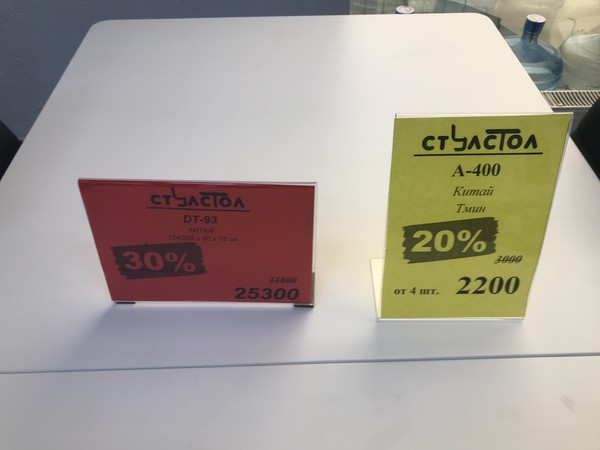 СТУЛСТОЛ
DT-93
КИТАЙ
30%
25300
СТУЛСТОЛ
А-400
Китай
Тмин
20%
3000
от 4 шт. 2200